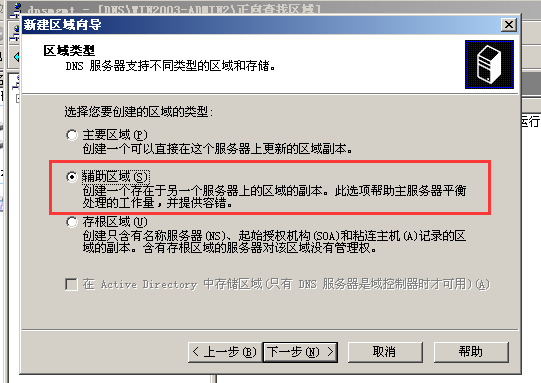 dnsmgmt - [DNS\WIN2003-ADMIN2\正向查找区域]
新建区域向导
区域类型
DNS 服务器支持不同类型的区域和存储。
选择您要创建的区域的类型:
主要区域(P)
创建一个可以直接在这个服务器上更新的区域副本。
辅助区域(S)
创建一个存在于另一个服务器上的区域的副本。此选项帮助主服务器平衡
处理的工作量,并提供容错。
存根区域(U)
创建只含有名称服务器(NS)、起始授权机构(SOA)和粘连主机(A)记录的区
域的副本。含有存根区域的服务器对该区域没有管理权。
在 Active Directory 中存储区域(只有 DNS 服务器是域控制器时才可用)(A)
< 上一步(B)
下一步(N) >
取消
帮助
运行